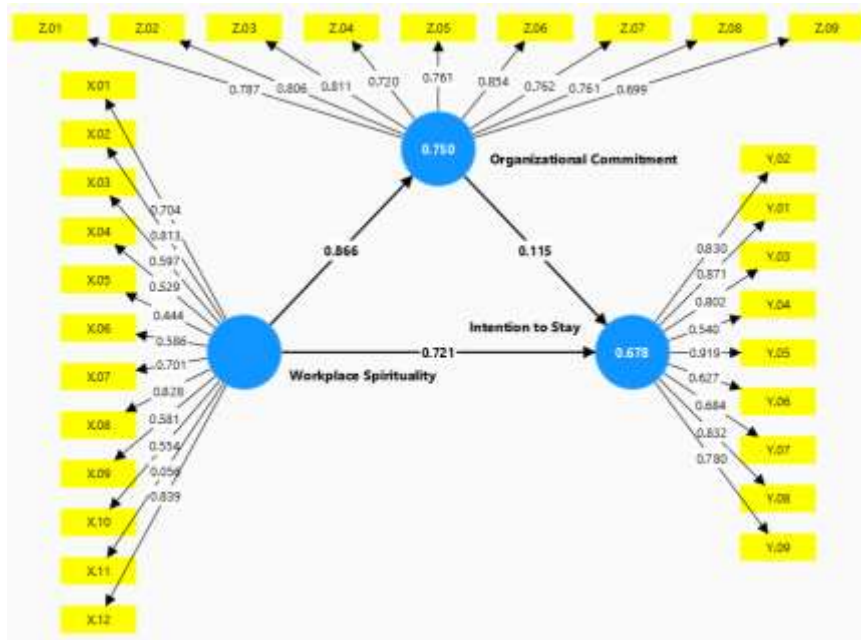 Z.01 Z.02 Z.03 Z.04 Z.05 Z.06 Z.07 Z.08 Z.09
0.787 0.806 0.811 0.720 0.761 0.854 0.762 0.761 0.699
X.01
X.02
X.03
X.04
X.05
X.06
X.07
X.08
X.09
X.10
X.11
X.12
0.704
0.813
0.597
0.529
0.444
0.586
0.701
0.828
0.581
0.554
0.056
0.839
0.750
Organizational Commitment
0.866
0.115
Intention to Stay
0.721
0.678
Workplace Spirituality
0.830
0.871
0.802
0.540
0.919
0.627
0.684
0.832
0.780
Y.02
Y.01
Y.03
Y.04
Y.05
Y.06
Y.07
Y.08
Y.09